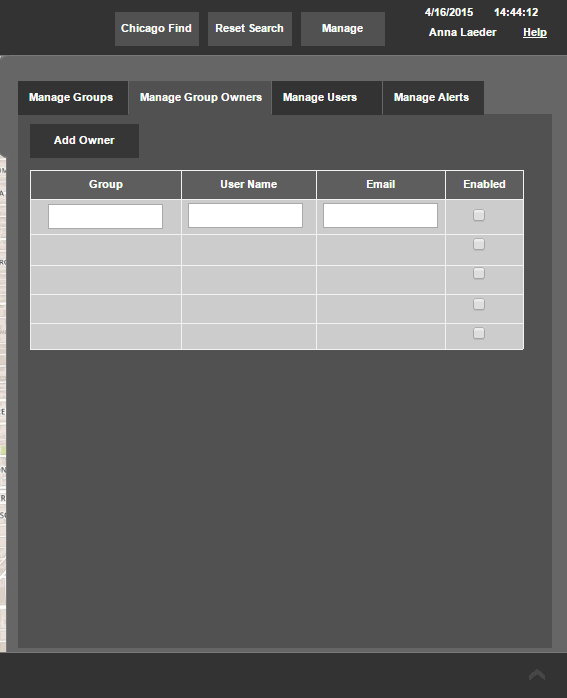 4/16/2015 14:44:12
Chicago Find Reset Search Manage
Anna Laeder Help
Manage Groups Manage Group Owners Manage Users Manage Alerts
Add Owner
Group User Name Email Enabled